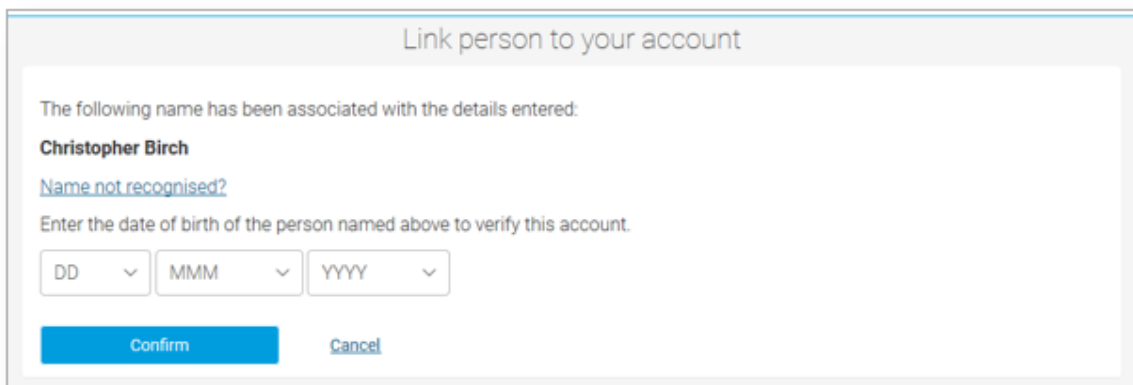 Link person to your account
The following name has been associated with the details entered:
Christopher Birch
Name not recognised?
Enter the date of birth of the person named above to verify this account.
DD MMM YYYY
Confirm Cancel